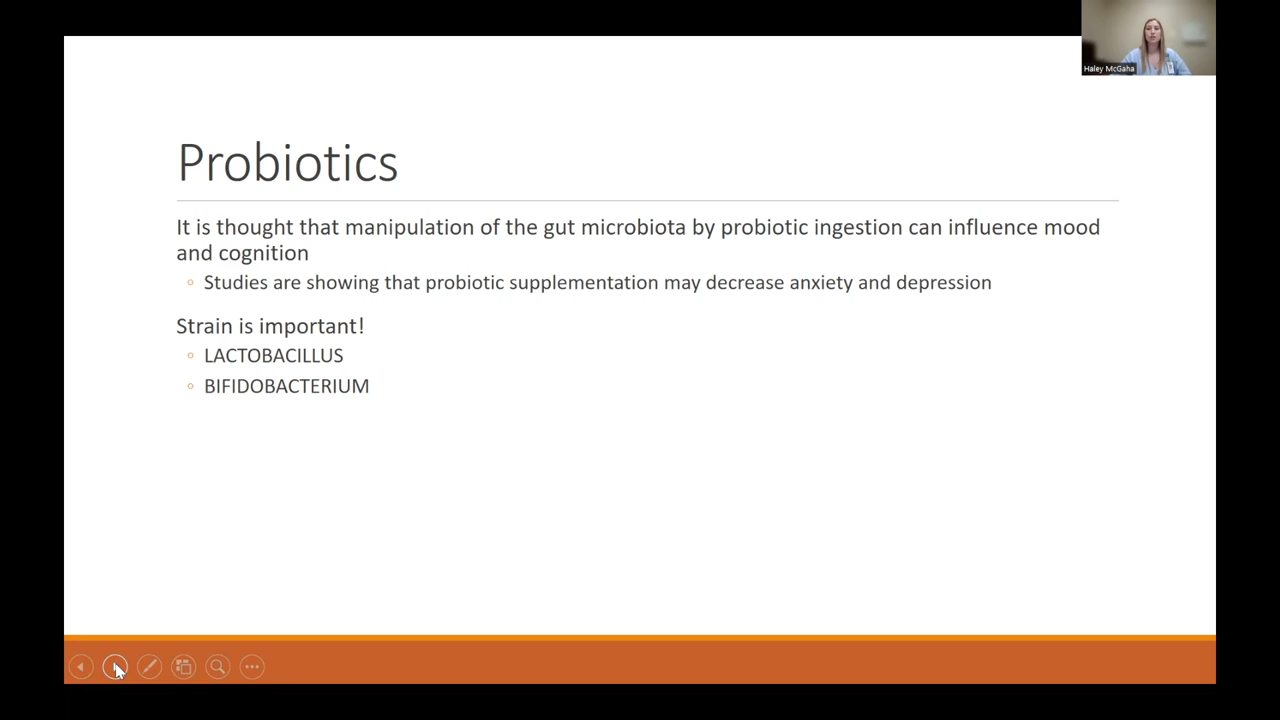 Haley McGaha
Probiotics
It is thought that manipulation of the gut microbiota by probiotic ingestion can influence mood
and cognition
Studies are showing that probiotic supplementation may decrease anxiety and depression
Strain is important!
LACTOBACILLUS
BIFIDOBACTERIUM